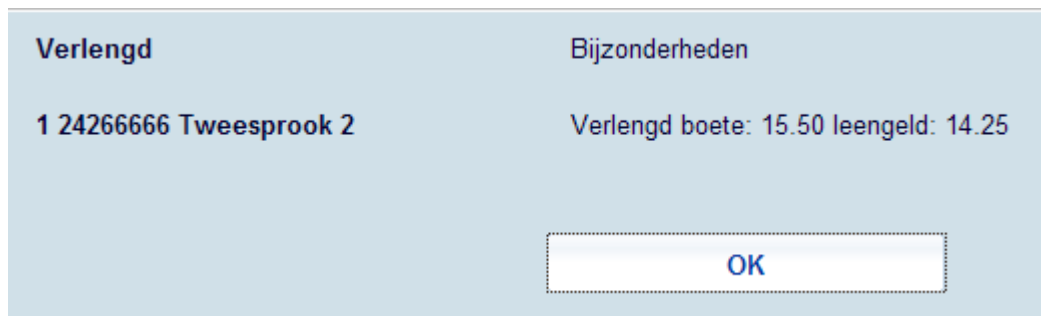 Verlengd Bijzonderheden
1 24266666 Tweesprook 2 Verlengd boete: 15.50 leengeld: 14.25
OK